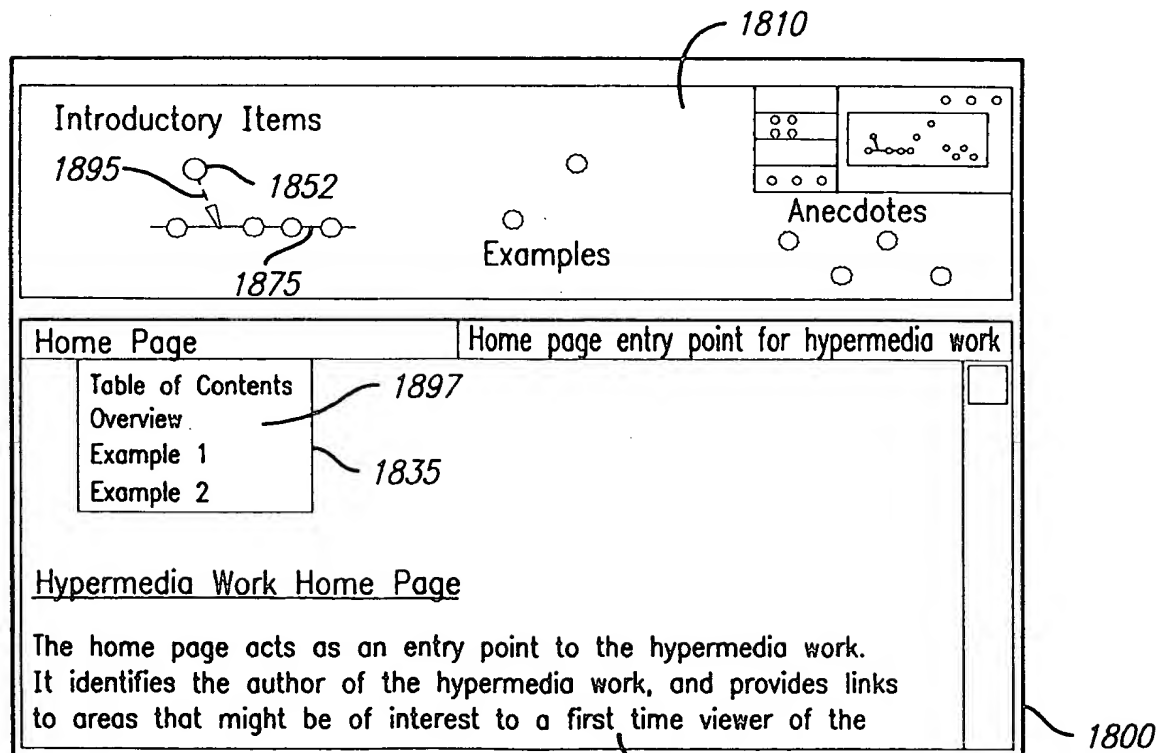 1810
Introductory Items
1895
1852
Anecdotes
Examples
1875
Home Page
Home page entry point for hypermedia work
Table of Contents
1897
Overview
Example 1
1835
Example 2
Hypermedia Work Home Page
The home page acts as an entry point to the hypermedia work.
It identifies the author of the hypermedia work, and provides links
to areas that might be of interest to a first time viewer of the
1800